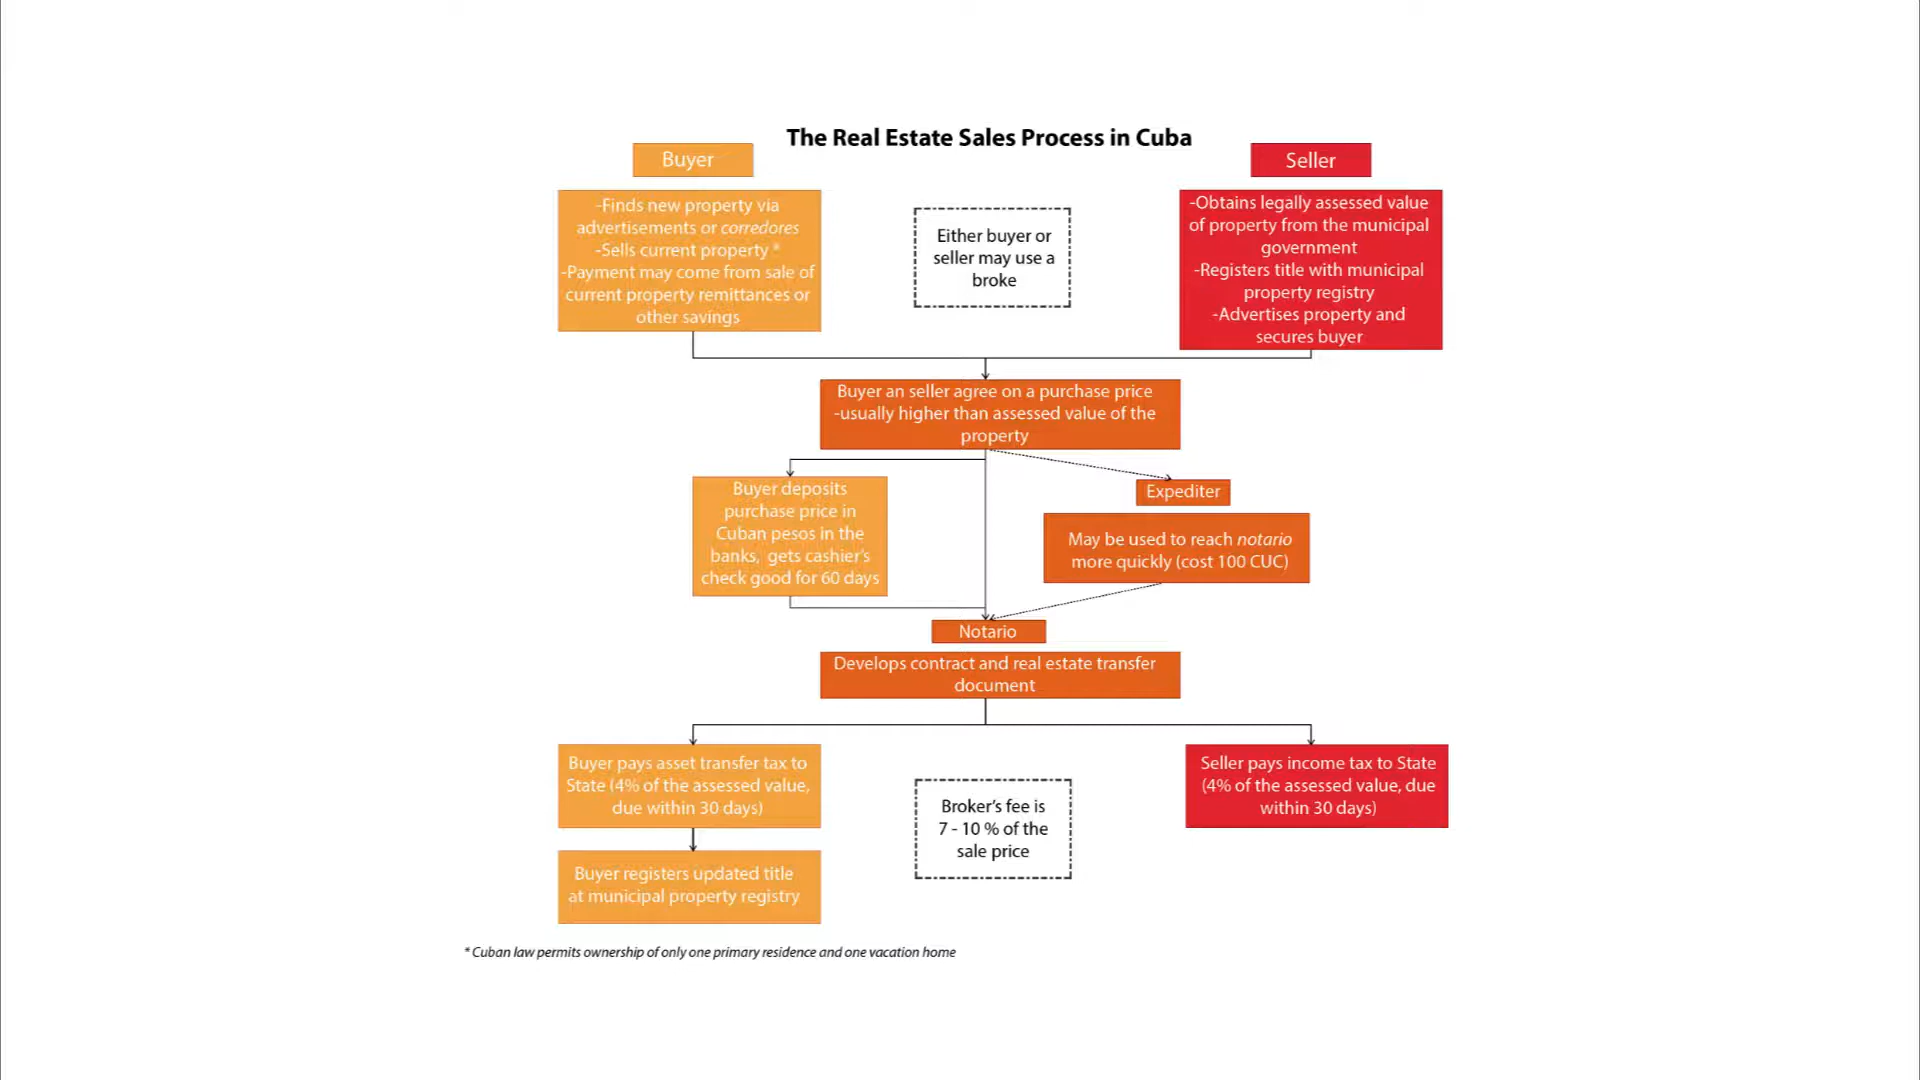 The Real Estate Sales Process in Cuba
Buyer
Seller
-Finds new property via
advertisements or corredores
-Sells current property *
-Payment may come from sale of
current property remittances or
other savings
Either buyer or
seller may use a
broke
-Obtains legally assessed value
of property from the municipal
government
-Registers title with municipal
property registry
-Advertises property and
secures buyer
Buyer an seller agree on a purchase price
-usually higher than assessed value of the
property
Buyer deposits
purchase price in
Cuban pesos in the
banks, gets cashier's
check good for 60 days
Expediter
May be used to reach notario
more quickly (cost 100 CUC)
Notario
Develops contract and real estate transfer
document
Buyer pays asset transfer tax to
State (4% of the assessed value,
due within 30 days)
Broker's fee is
7 - 10 % of the
sale price
Seller pays income tax to State
(4% of the assessed value, due
within 30 days)
Buyer registers updated title
at municipal property registry
* Cuban law permits ownership of only one primary residence and one vacation home